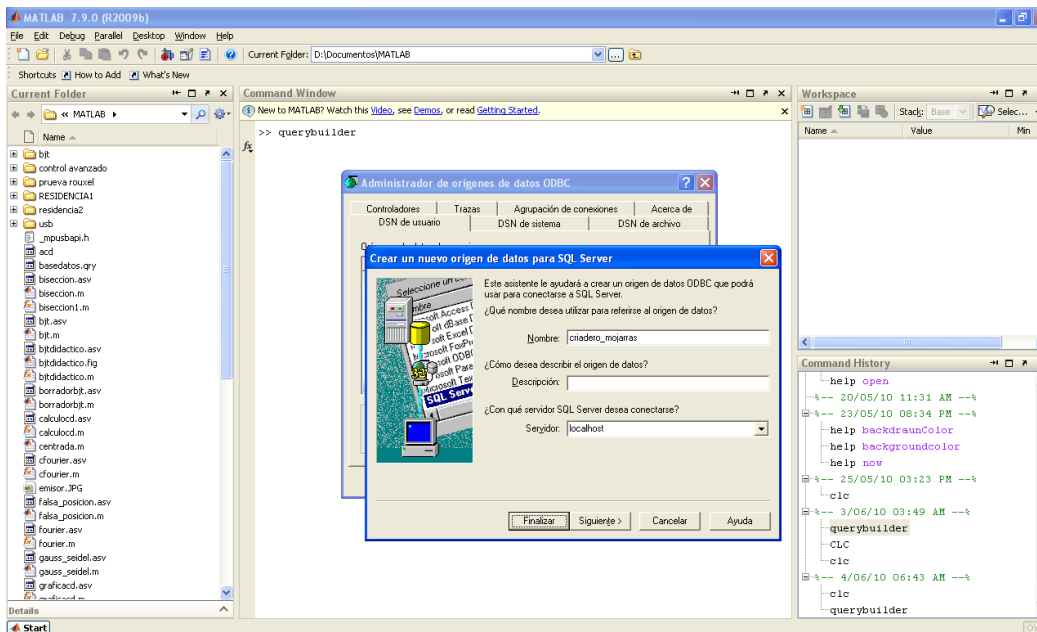 MATLAB 7.9.0 (R2009b)
File Edit Debug Parallel Desktop Window Help
Current Folder: D:\Documentos\MATLAB
Shortcuts How to Add What's New
Current Folder
« MATLAB
Name
bjt
control avanzado
prueva rouxel
RESIDENCIA1
residencia2
usb
_mpusbapi.h
acd
basedatos.qry
biseccion.asv
biseccion.m
biseccion1.m
bjt.asv
bjt.m
bjtdidactico.asv
bjtdidactico.fig
bjtdidactico.m
borradorbjt.asv
borradorbjt.m
calculocd.asv
calculocd.m
centrada.m
cfourier.asv
cfourier.m
emisor.JPG
falsa_posicion.asv
falsa_posicion.m
fourier.asv
fourier.m
gauss_seidel.asv
gauss_seidel.m
graficacd.asv
graficacd.m
Details
Start
Command Window
New to MATLAB? Watch this Video, see Demos, or read Getting Started.
>> querybuilder
fx
Administrador de orígenes de datos ODBC
Controladores Trazas Agrupación de conexiones Acerca de
DSN de usuario DSN de sistema DSN de archivo
Crear un nuevo origen de datos para SQL Server
Seleccione un
SQL Serve
Este asistente le ayudará a crear un origen de datos ODBC que podrá
usar para conectarse a SQL Server.
¿Qué nombre desea utilizar para referirse al origen de datos?
Nombre: criadero_mojarras
¿Cómo desea describir el origen de datos?
Descripción:
¿Con qué servidor SQL Server desea conectarse?
Servidor: localhost
Finalizar Siguiente > Cancelar Ayuda
Workspace
Stack: Base Selec...
Name Value Min
Command History
help open
%-- 20/05/10 11:31 AM --%
%-- 23/05/10 08:34 PM --%
help backdraunColor
help backgroundcolor
help now
%-- 25/05/10 03:23 PM --%
clc
%-- 3/06/10 03:49 AM --%
querybuilder
CLC
clc
%-- 4/06/10 06:43 AM --%
clc
querybuilder